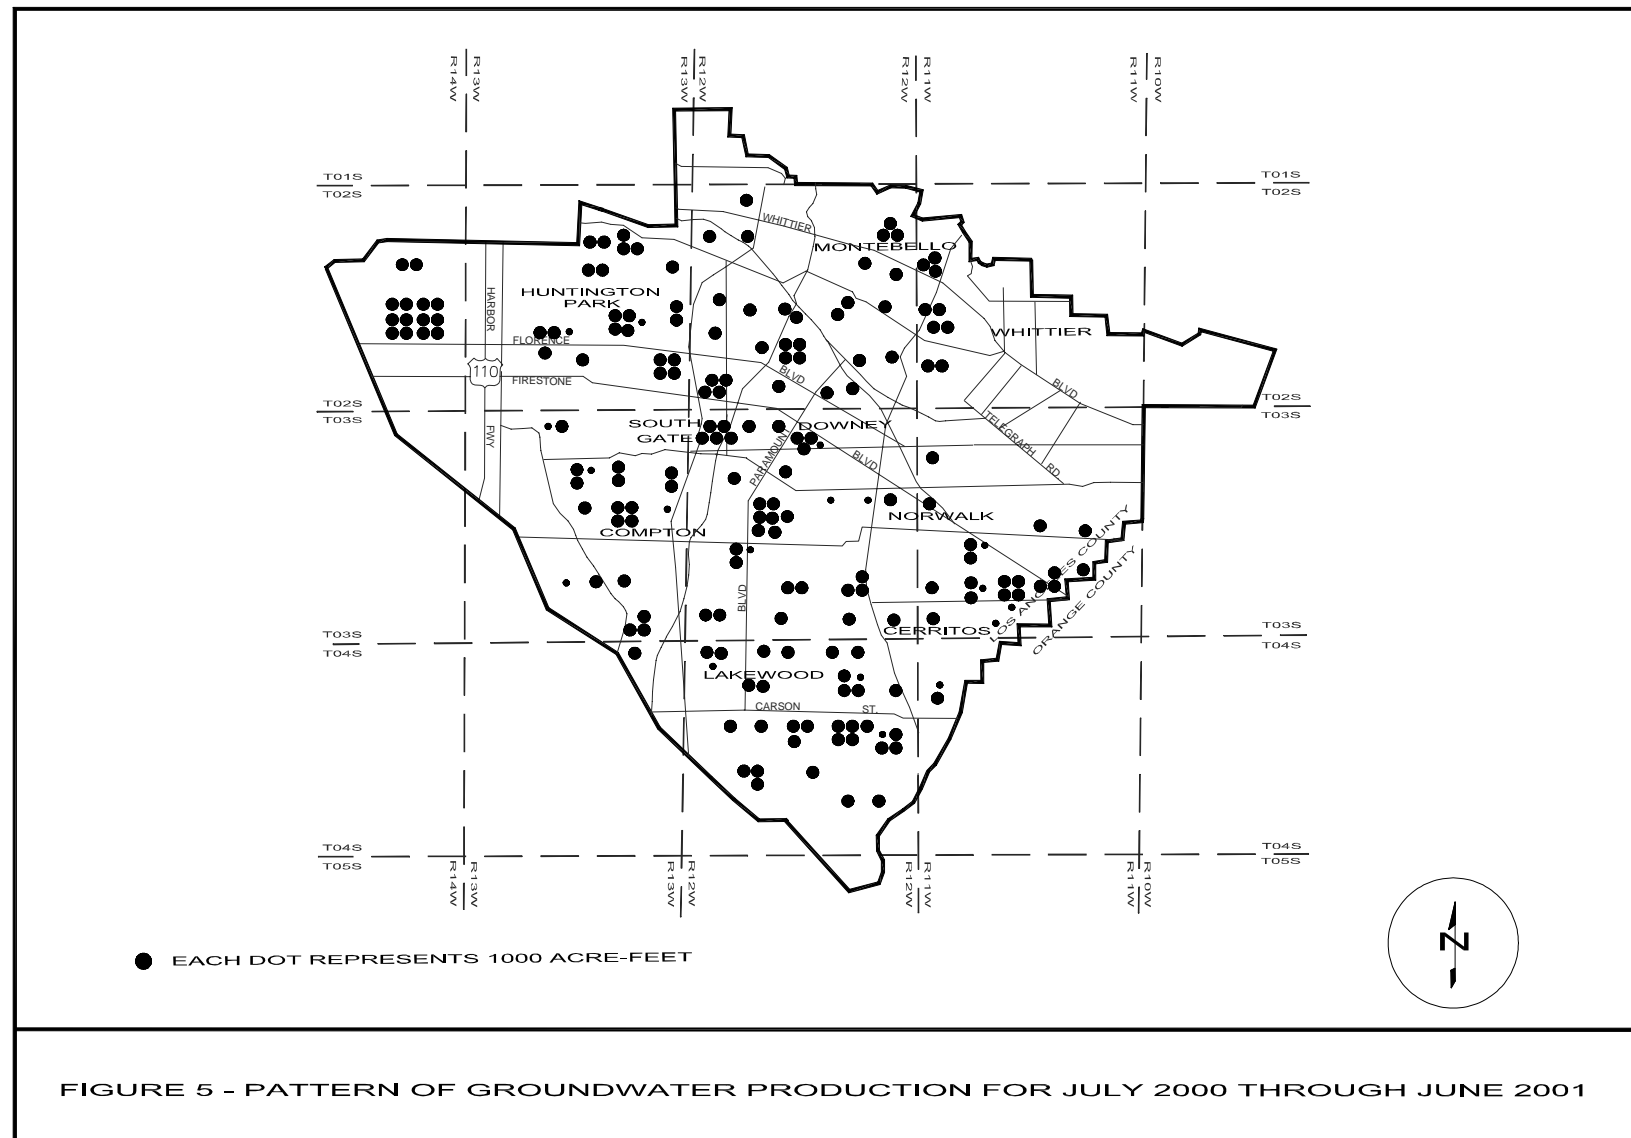 R14W
R13W
R13W
R12W
R12W
R11W
R11W
R10W
T01S
T02S
T01S
T02S
WHITTIER
MONTEBELLO
HUNTINGTON
PARK
HARBOR
WHITTIER
FLORENCE
110
FIRESTONE
BLVD
BLVD
T02S
T03S
T02S
T03S
SOUTH
GATE
DOWNEY
TELEGRAPH RD.
FWY
PARAMOUNT
BLVD
NORWALK
COMPTON
LOS ANGELES COUNTY
ORANGE COUNTY
BLVD
CERRITOS
T03S
T04S
T03S
T04S
LAKEWOOD
CARSON ST.
T04S
T05S
T04S
T05S
R14W
R13W
R13W
R12W
R12W
R11W
R11W
R10W
N
EACH DOT REPRESENTS 1000 ACRE-FEET
FIGURE 5 - PATTERN OF GROUNDWATER PRODUCTION FOR JULY 2000 THROUGH JUNE 2001